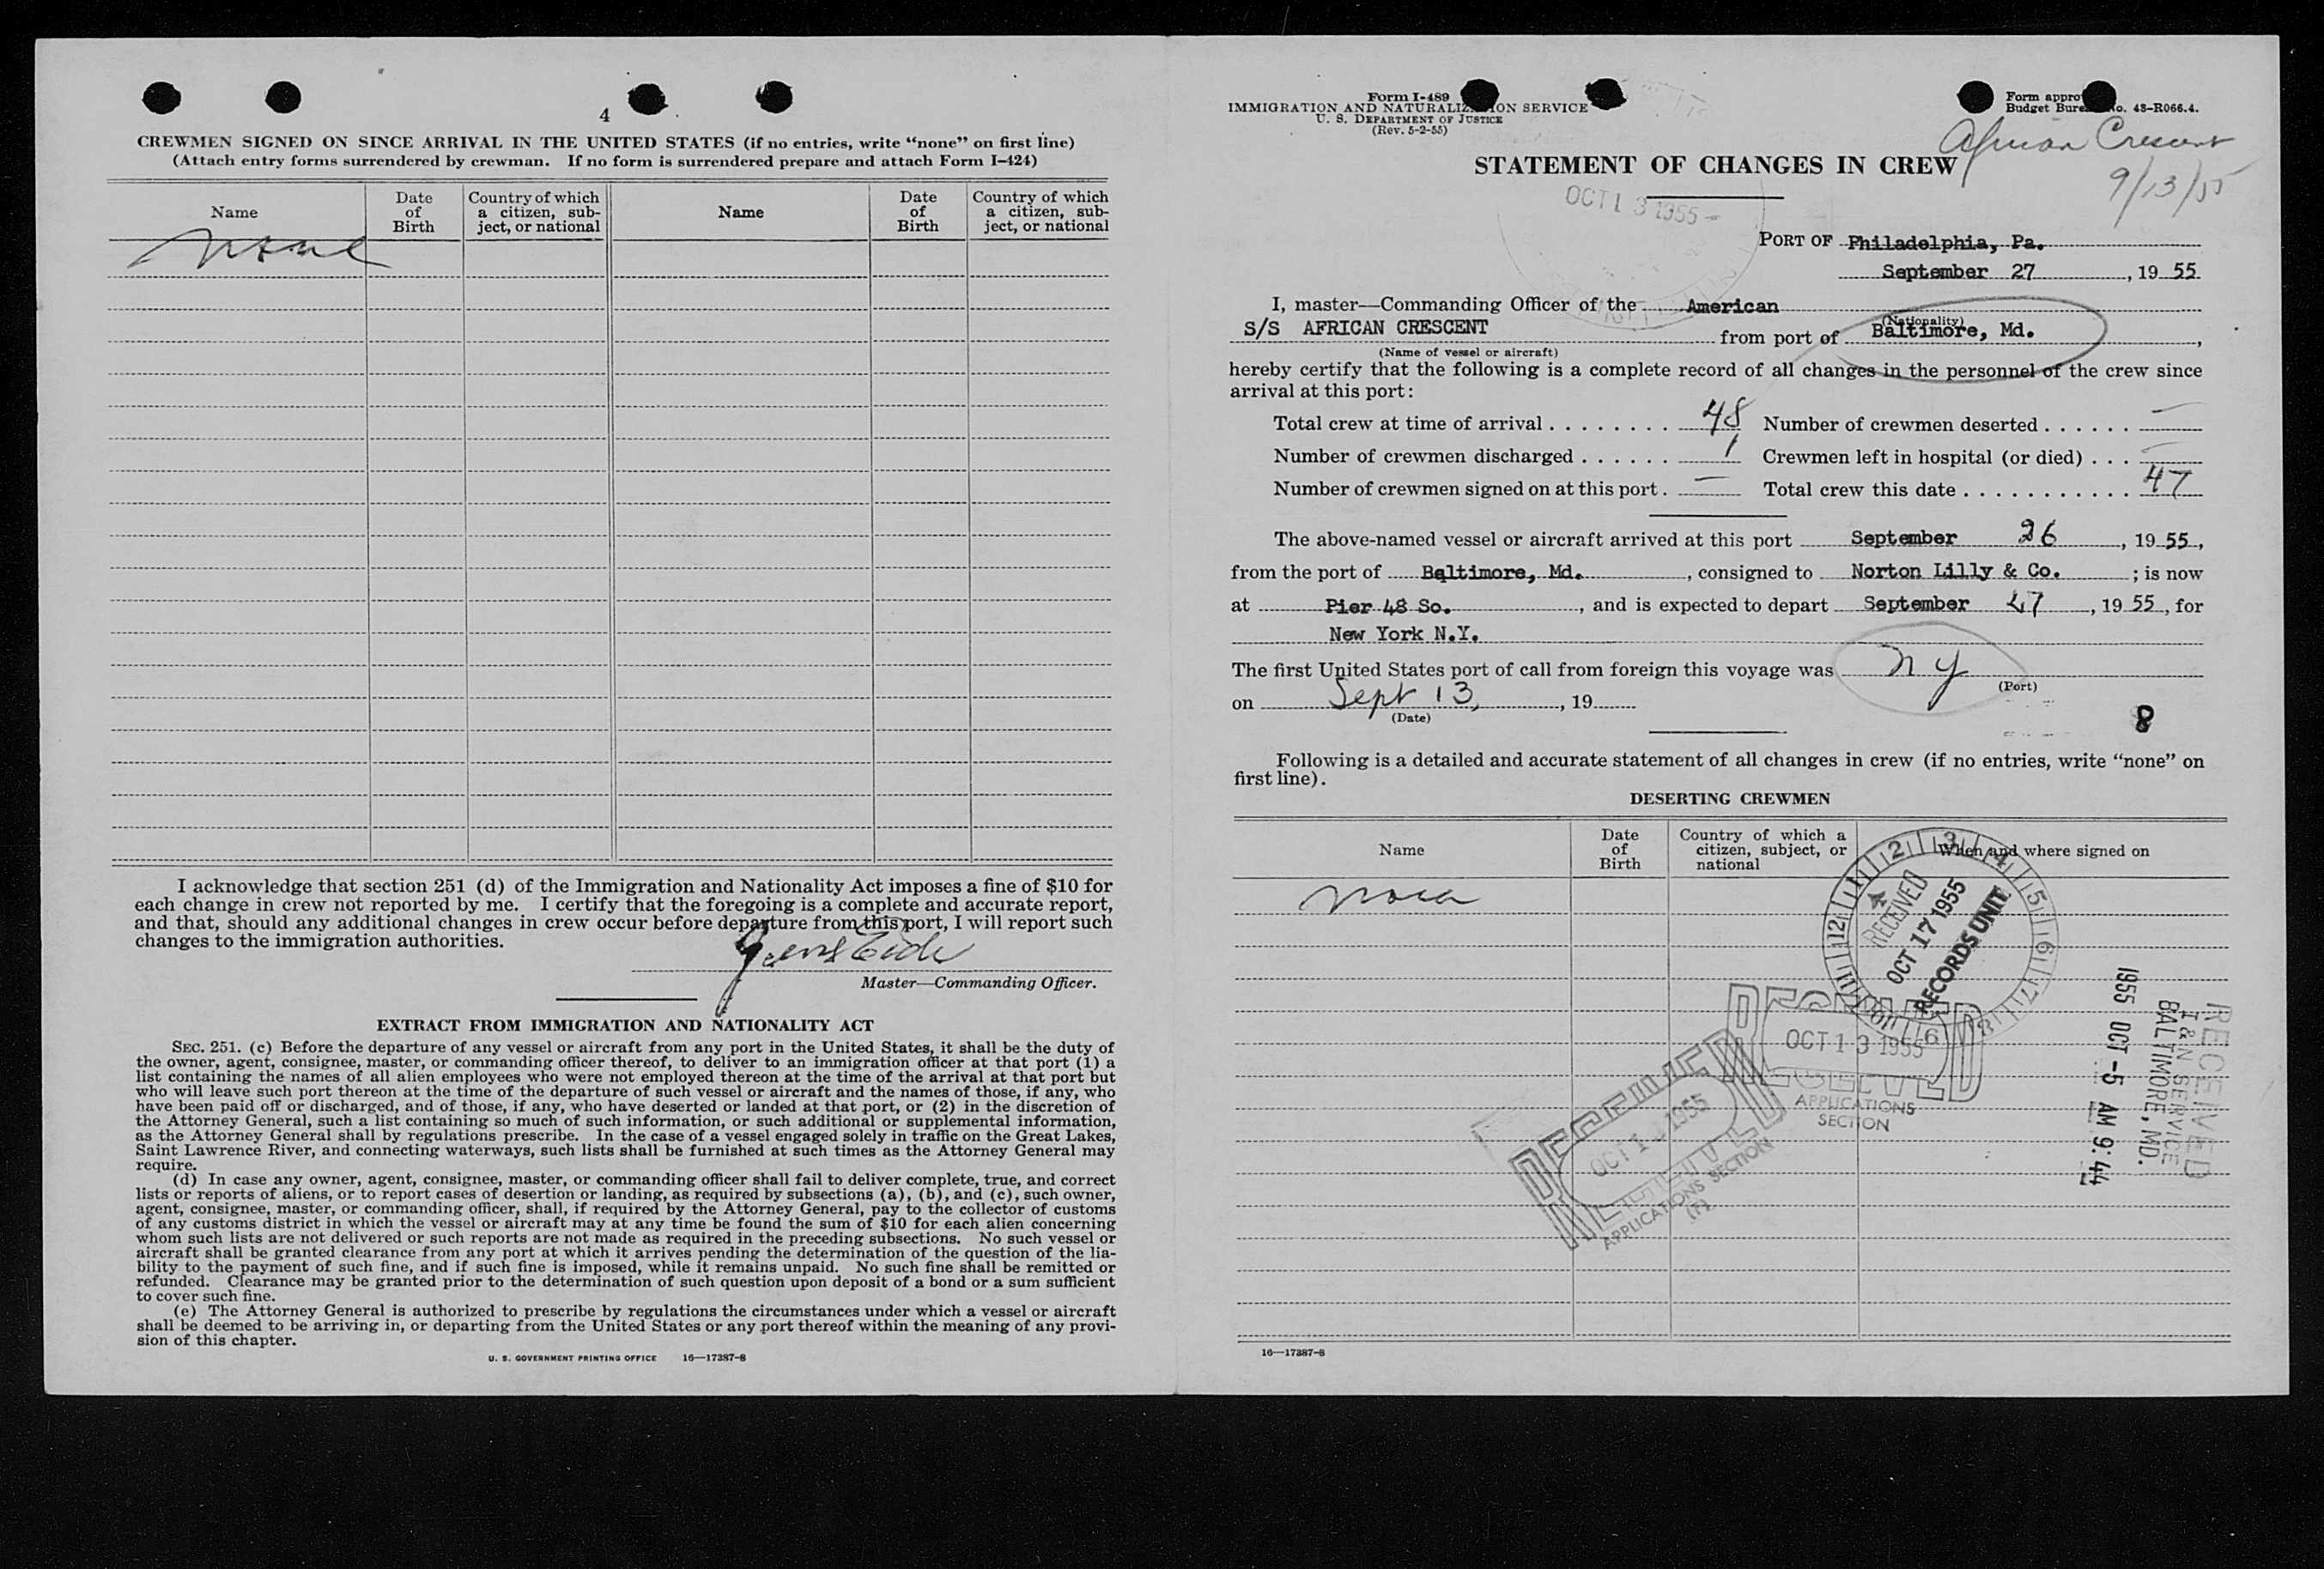 4
CREWMEN SIGNED ON SINCE ARRIVAL IN THE UNITED STATES (if no entries, write “none” on first line)
(Attach entry forms surrendered by crewman. If no form is surrendered prepare and attach Form I–424)
Name
Date of Birth
Country of which a citizen, sub-ject, or national
Name
Date of Birth
Country of which a citizen, sub-ject, or national
None
I acknowledge that section 251 (d) of the Immigration and Nationality Act imposes a fine of $10 for
each change in crew not reported by me. I certify that the foregoing is a complete and accurate report,
and that, should any additional changes in crew occur before departure from this port, I will report such
changes to the immigration authorities.
Master—Commanding Officer.
EXTRACT FROM IMMIGRATION AND NATIONALITY ACT
SEC. 251. (c) Before the departure of any vessel or aircraft from any port in the United States, it shall be the duty of
the owner, agent, consignee, master, or commanding officer thereof, to deliver to an immigration officer at that port (1) a
list containing the names of all alien employees who were not employed thereon at the time of the arrival at that port but
who will leave such port thereon at the time of the departure of such vessel or aircraft and the names of those, if any, who
have been paid off or discharged, and of those, if any, who have deserted or landed at that port, or (2) in the discretion of
the Attorney General, such a list containing so much of such information, or such additional or supplemental information,
as the Attorney General shall by regulations prescribe. In the case of a vessel engaged solely in traffic on the Great Lakes,
Saint Lawrence River, and connecting waterways, such lists shall be furnished at such times as the Attorney General may
require.
(d) In case any owner, agent, consignee, master, or commanding officer shall fail to deliver complete, true, and correct
lists or reports of aliens, or to report cases of desertion or landing, as required by subsections (a), (b), and (c), such owner,
agent, consignee, master, or commanding officer, shall, if required by the Attorney General, pay to the collector of customs
of any customs district in which the vessel or aircraft may at any time be found the sum of $10 for each alien concerning
whom such lists are not delivered or such reports are not made as required in the preceding subsections. No such vessel or
aircraft shall be granted clearance from any port at which it arrives pending the determination of the question of the lia-
bility to the payment of such fine, and if such fine is imposed, while it remains unpaid. No such fine shall be remitted or
refunded. Clearance may be granted prior to the determination of such question upon deposit of a bond or a sum sufficient
to cover such fine.
(e) The Attorney General is authorized to prescribe by regulations the circumstances under which a vessel or aircraft
shall be deemed to be arriving in, or departing from the United States or any port thereof within the meaning of any provi-
sion of this chapter.
U. S. GOVERNMENT PRINTING OFFICE 16—17387-8
Form I-489
IMMIGRATION AND NATURALIZATION SERVICE
U. S. DEPARTMENT OF JUSTICE
(Rev. 5-2-55)
Form appro
Budget Bure o. 43-R066.4.
African Crescent
9/13/55
STATEMENT OF CHANGES IN CREW
OCT 13 1955
PORT OF Philadelphia, Pa.
September 27, 19 55
I, master—Commanding Officer of the American
(Nationality)
S/S AFRICAN CRESCENT from port of Baltimore, Md.,
(Name of vessel or aircraft)
hereby certify that the following is a complete record of all changes in the personnel of the crew since
arrival at this port:
Total crew at time of arrival . . . . . . . . 48 Number of crewmen deserted . . . . . . —
Number of crewmen discharged . . . . . . 1 Crewmen left in hospital (or died) . . . —
Number of crewmen signed on at this port . — Total crew this date . . . . . . . . . . . 47
The above-named vessel or aircraft arrived at this port September 26, 19 55,
from the port of Baltimore, Md., consigned to Norton Lilly & Co.; is now
at Pier 48 So., and is expected to depart September 27, 19 55, for
New York N.Y.
The first United States port of call from foreign this voyage was N Y
(Port)
on Sept 13, , 19
(Date)
8
Following is a detailed and accurate statement of all changes in crew (if no entries, write “none” on
first line).
DESERTING CREWMEN
Name
Date of Birth
Country of which a citizen, subject, or national
When and where signed on
None
12 1 2 3 4 5 6 7 8 9 10 11
RECEIVED
OCT 17 1955
RECORDS UNIT
RECEIVED
OCT 13 1955
APPLICATIONS
SECTION
RECEIVED
OCT 1 1955
APPLICATIONS SECTION
(T)
RECEIVED
I & N SERVICE
BALTIMORE, MD.
1955 OCT -5 AM 9:44
16—17387-8